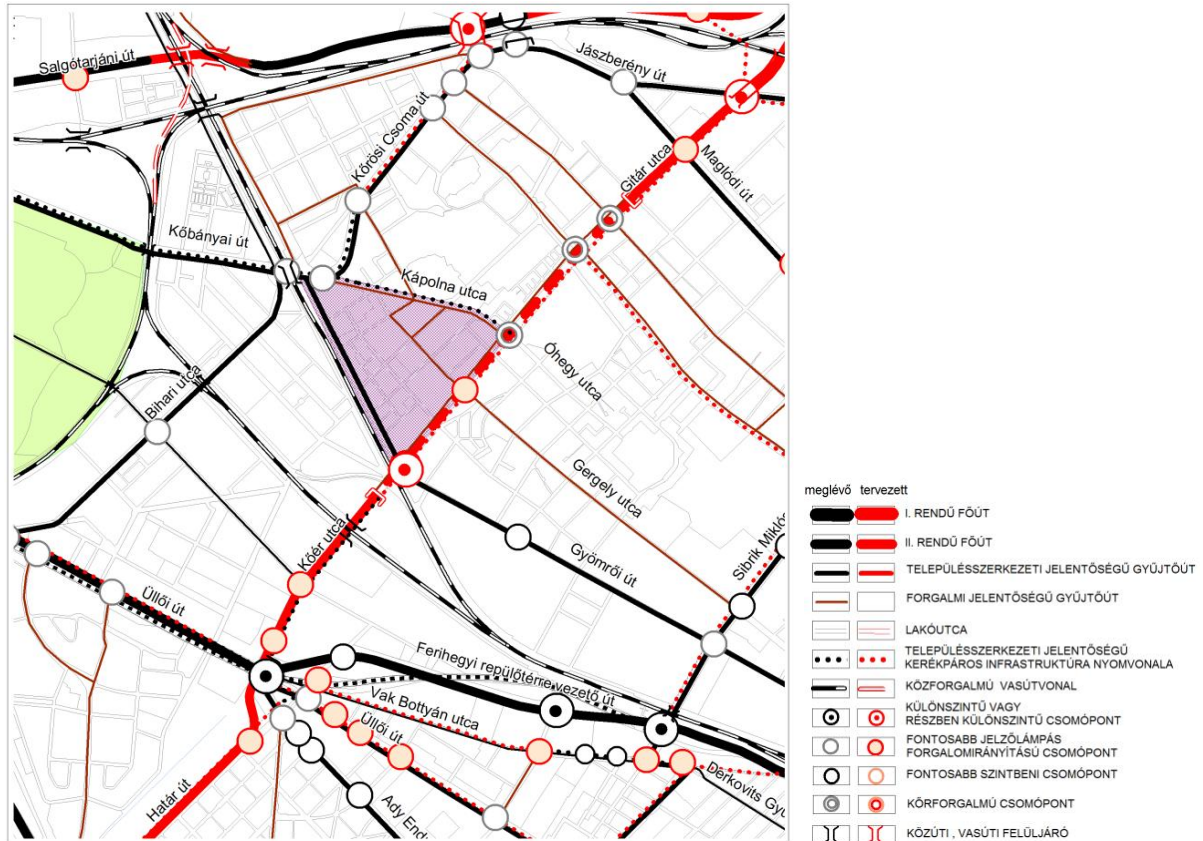 Salgótarjáni út
Jászberény út
Kőrösi Csoma út
Gitár utca
Maglódi út
Kőbányai út
Kápolna utca
Óhegy utca
Bihari utca
Gergely utca
Kőér utca
Gyömrői út
Sibrik Miklós
Üllői út
Ferihegyi repülőtérre vezető út
Vak Bottyán utca
Üllői út
Határ út
Ady End
Derkovits Gyu
meglévő tervezett
I. RENDŰ FŐÚT
II. RENDŰ FŐÚT
TELEPÜLÉSSZERKEZETI JELENTŐSÉGŰ GYŰJTŐÚT
FORGALMI JELENTŐSÉGŰ GYŰJTŐÚT
LAKÓUTCA
TELEPÜLÉSSZERKEZETI JELENTŐSÉGŰ
KERÉKPÁROS INFRASTRUKTÚRA NYOMVONALA
KÖZFORGALMÚ VASÚTVONAL
KÜLÖNSZINTŰ VAGY
RÉSZBEN KÜLÖNSZINTŰ CSOMÓPONT
FONTOSABB JELZŐLÁMPÁS
FORGALOMIRÁNYÍTÁSÚ CSOMÓPONT
FONTOSABB SZINTBENI CSOMÓPONT
KÖRFORGALMÚ CSOMÓPONT
KÖZÚTI , VASÚTI FELÜLJÁRÓ